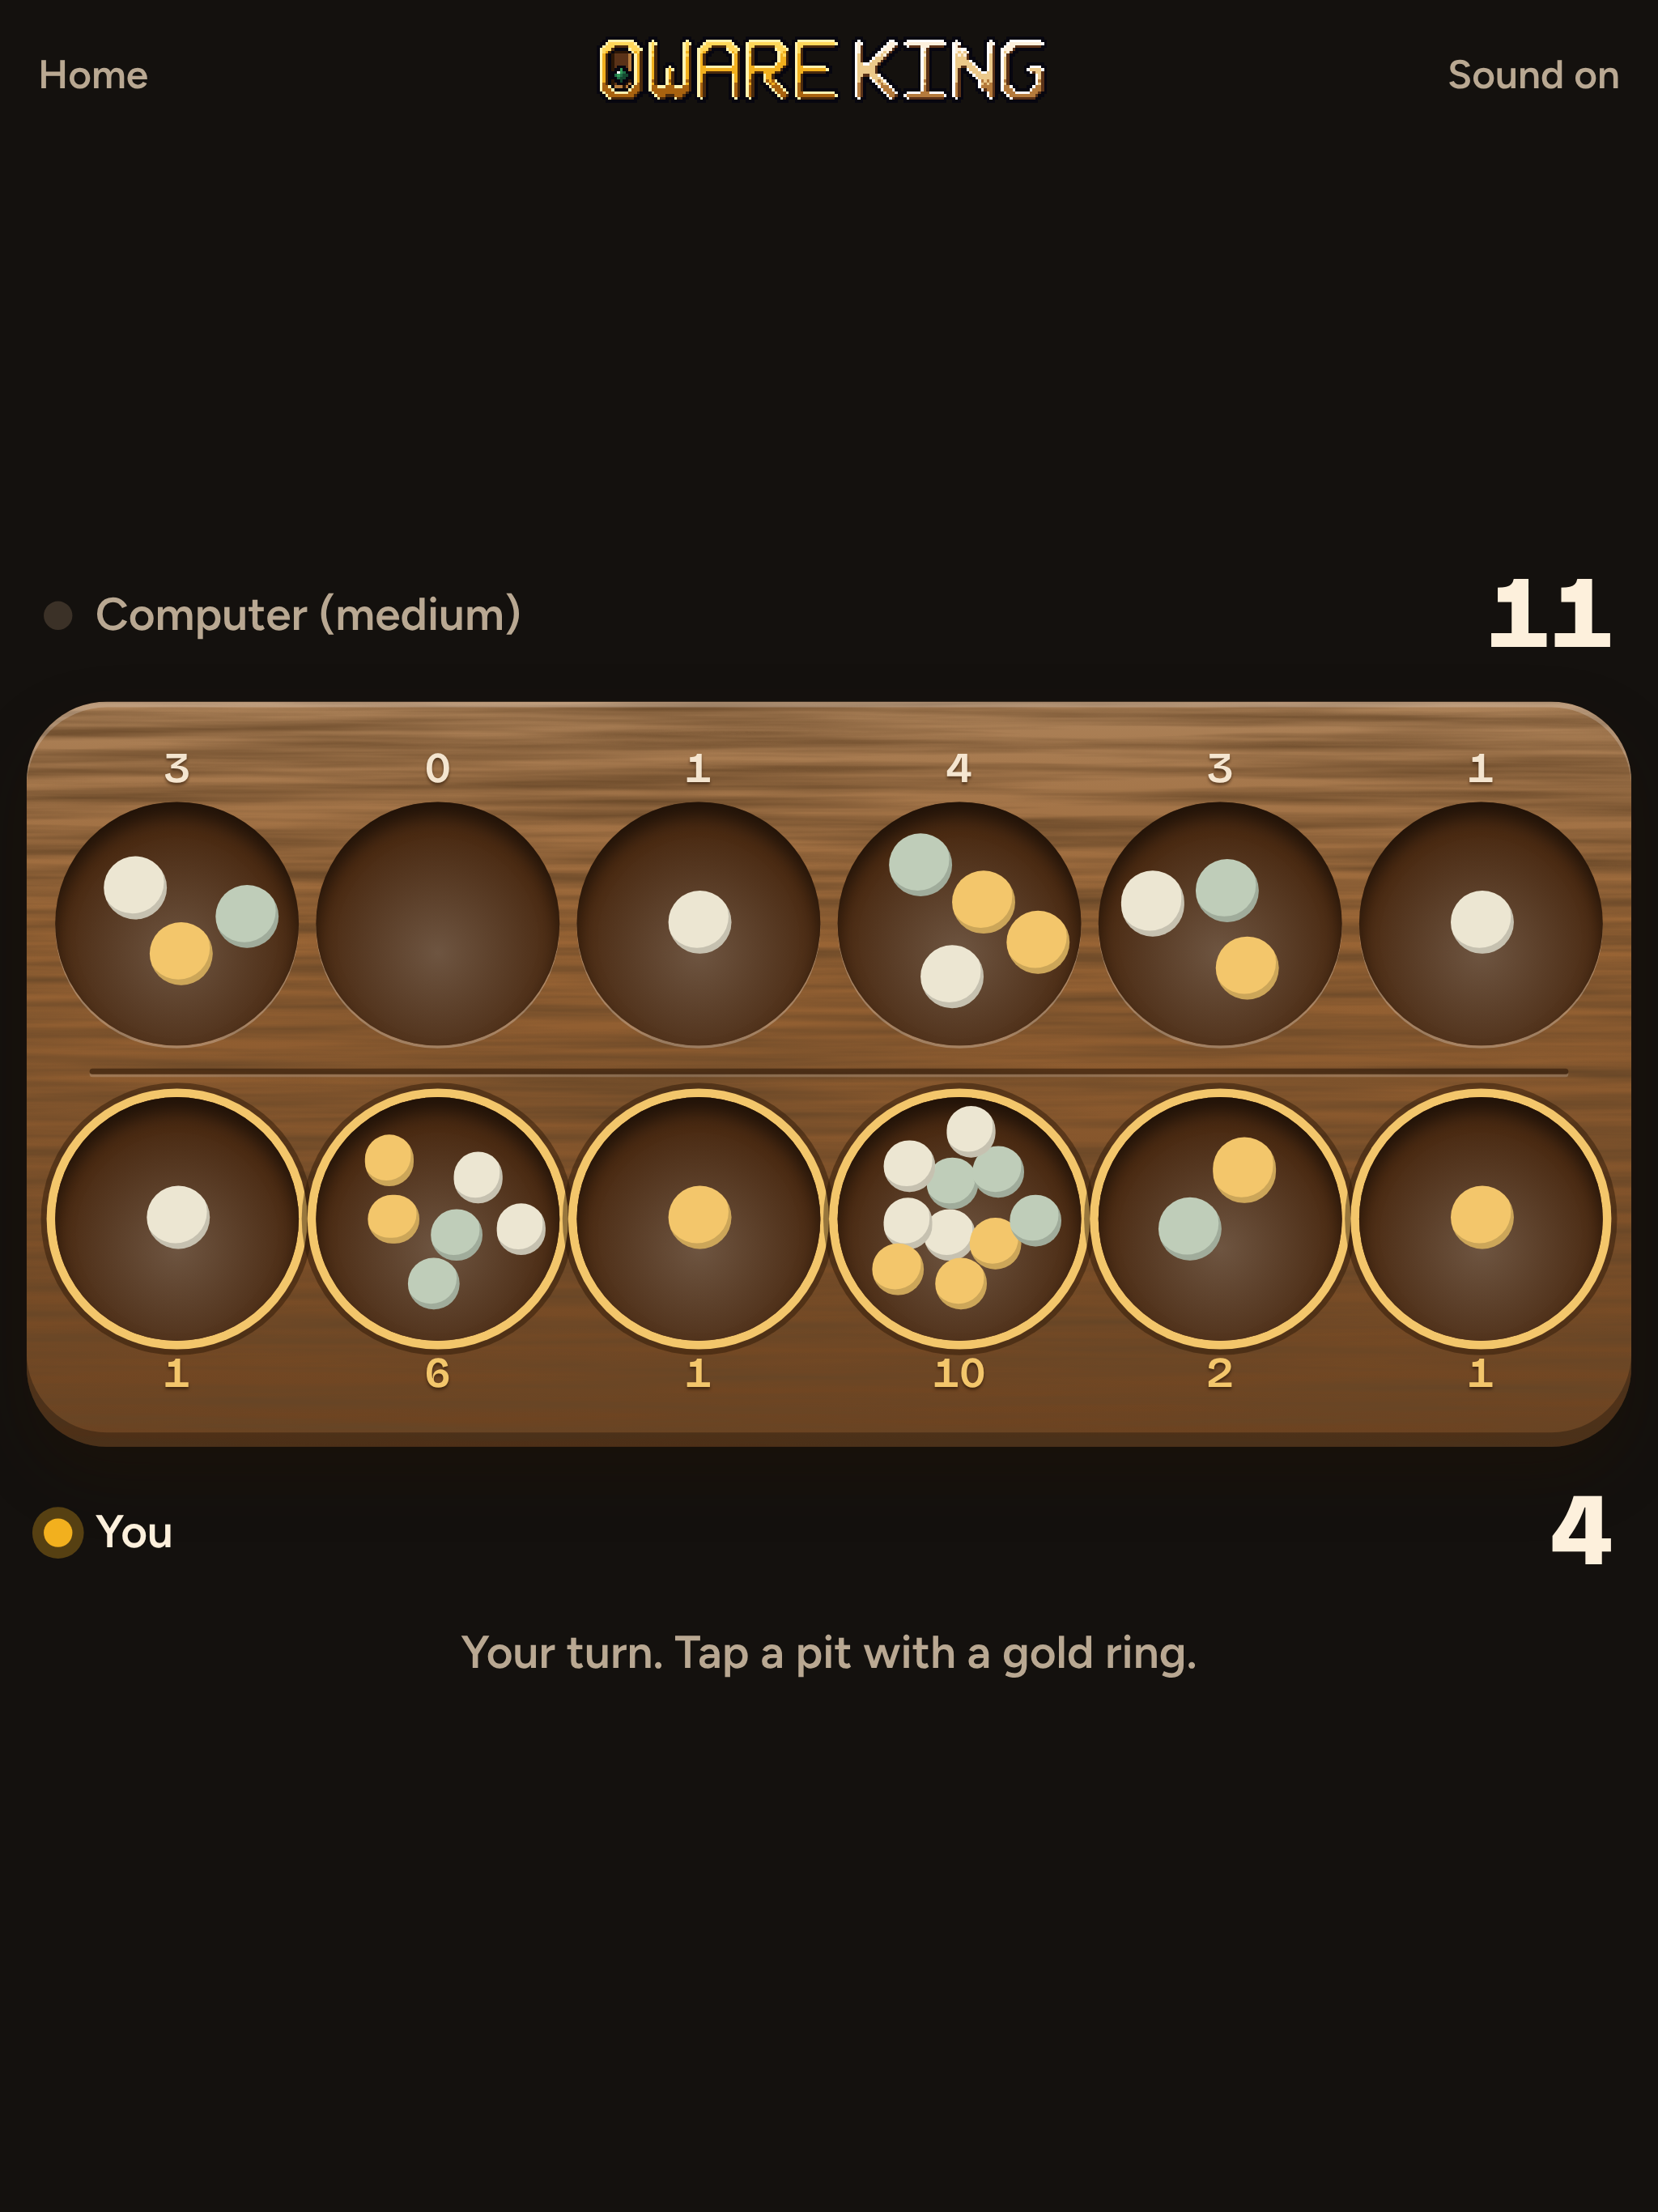 Home
OWARE KING
Sound on
Computer (medium)
11
3 0 1 4 3 1
1 6 1 10 2 1
You
4
Your turn. Tap a pit with a gold ring.